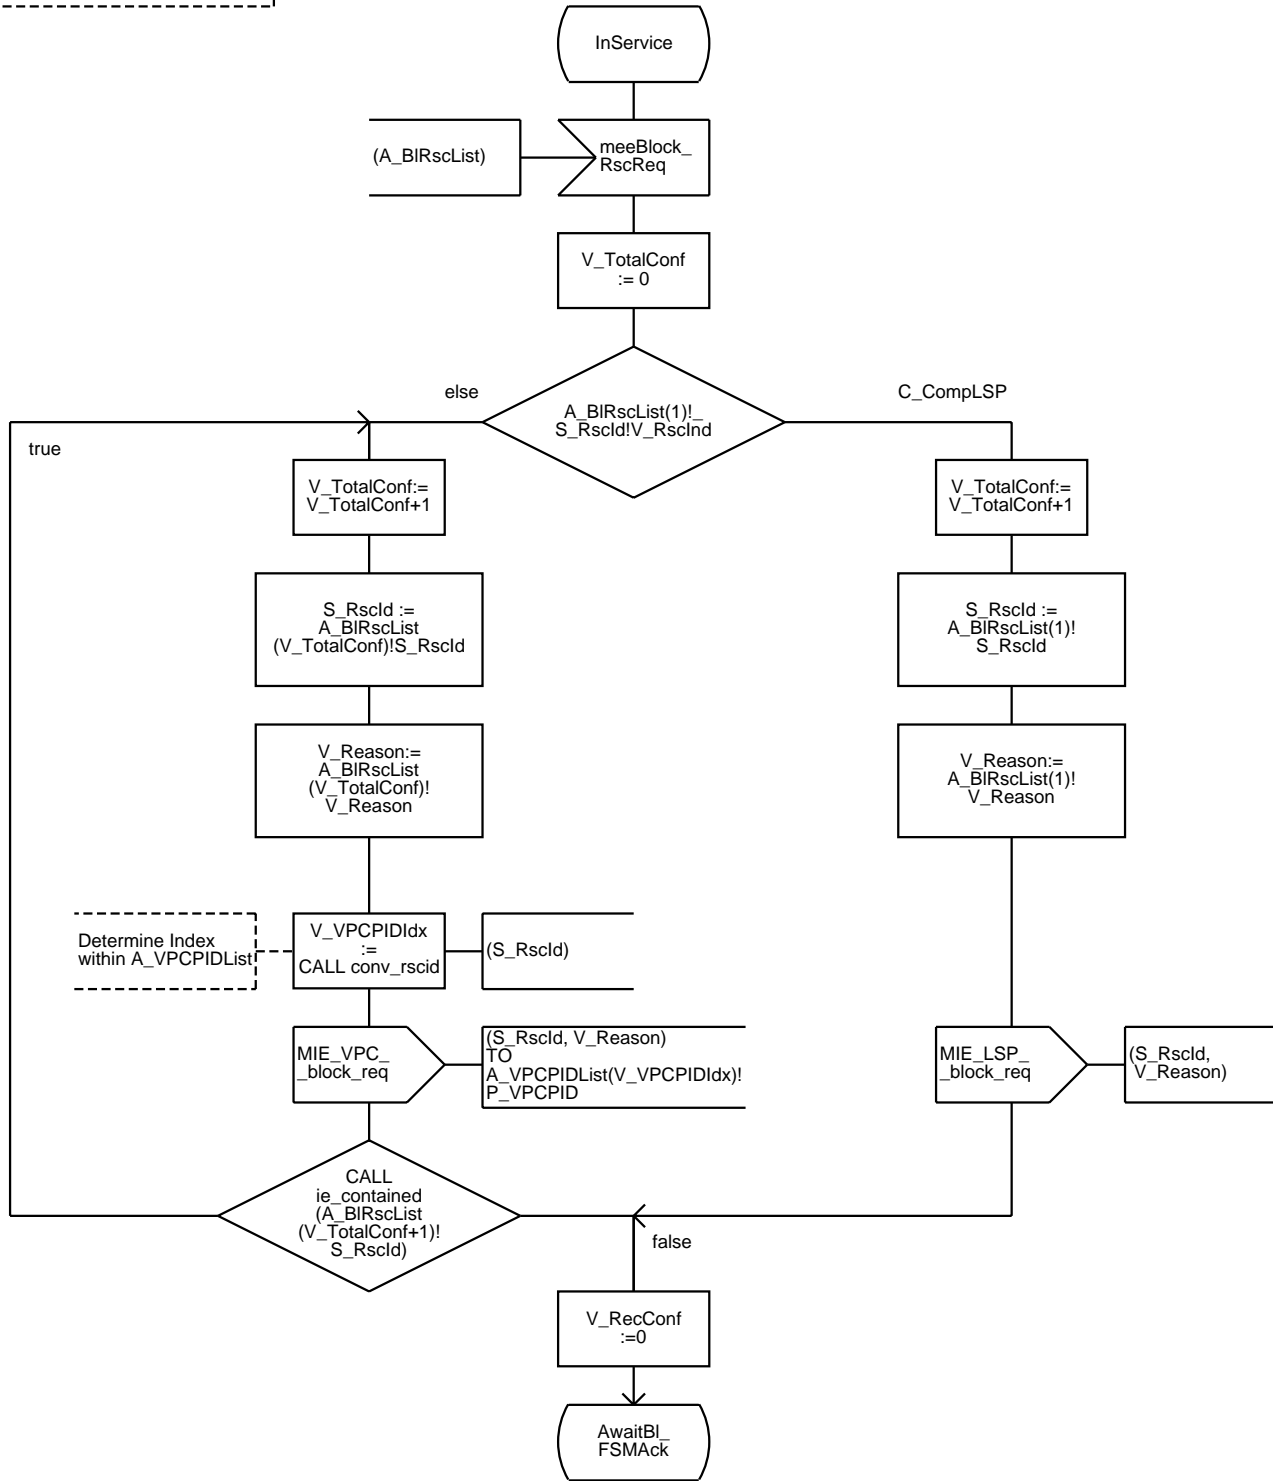 InService
(A_BlRscList)
meeBlock_
RscReq
V_TotalConf
:= 0
else
C_CompLSP
A_BlRscList(1)!_
S_RscId!V_RscInd
true
V_TotalConf:=
V_TotalConf+1
V_TotalConf:=
V_TotalConf+1
S_RscId :=
A_BlRscList
(V_TotalConf)!S_RscId
S_RscId :=
A_BlRscList(1)!
S_RscId
V_Reason:=
A_BlRscList
(V_TotalConf)!
V_Reason
V_Reason:=
A_BlRscList(1)!
V_Reason
Determine Index
within A_VPCPIDList
V_VPCPIDIdx
:=
CALL conv_rscid
(S_RscId)
MIE_VPC_
_block_req
(S_RscId, V_Reason)
TO
A_VPCPIDList(V_VPCPIDIdx)!
P_VPCPID
MIE_LSP_
_block_req
(S_RscId,
V_Reason)
CALL
ie_contained
(A_BlRscList
(V_TotalConf+1)!
S_RscId)
false
V_RecConf
:=0
AwaitBl_
FSMAck